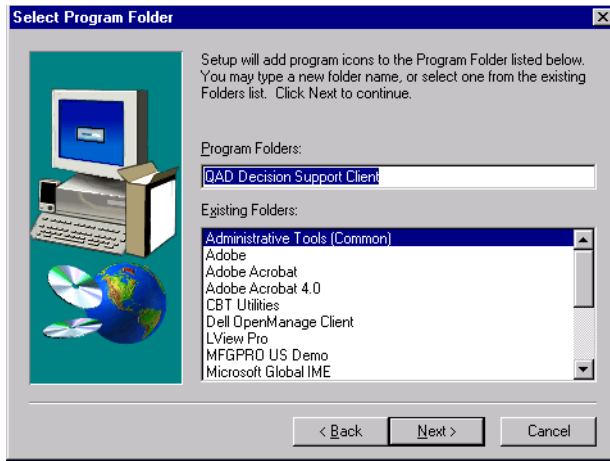 Select Program Folder
Setup will add program icons to the Program Folder listed below.
You may type a new folder name, or select one from the existing
Folders list. Click Next to continue.
Program Folders:
QAD Decision Support Client
Existing Folders:
Administrative Tools (Common)
Adobe
Adobe Acrobat
Adobe Acrobat 4.0
CBT Utilities
Dell OpenManage Client
LView Pro
MFGPRO US Demo
Microsoft Global IME
< Back
Next >
Cancel